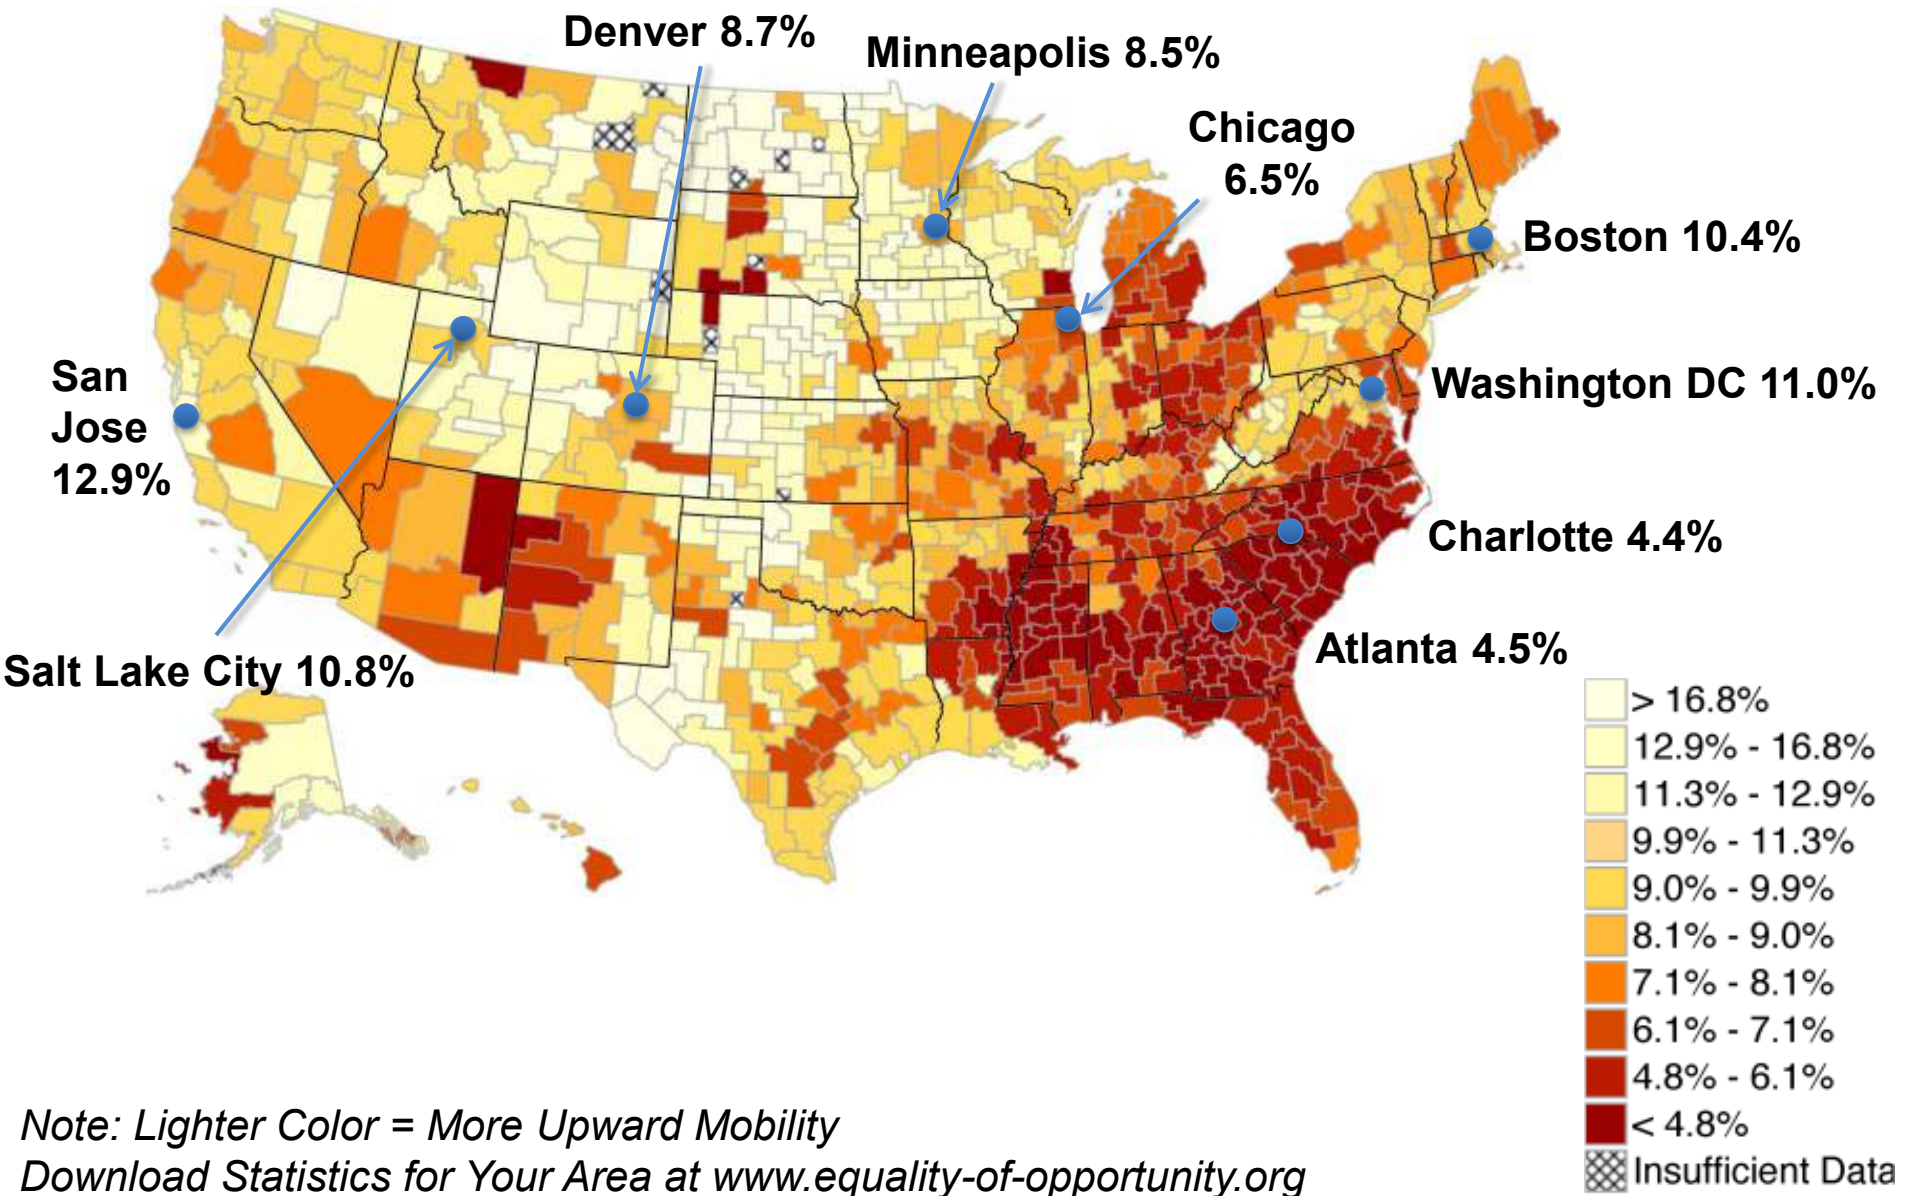 Denver 8.7%
Minneapolis 8.5%
Chicago
6.5%
Boston 10.4%
San
Jose
12.9%
Washington DC 11.0%
Charlotte 4.4%
Atlanta 4.5%
Salt Lake City 10.8%
> 16.8%
12.9% - 16.8%
11.3% - 12.9%
9.9% - 11.3%
9.0% - 9.9%
8.1% - 9.0%
7.1% - 8.1%
6.1% - 7.1%
4.8% - 6.1%
< 4.8%
Insufficient Data
Note: Lighter Color = More Upward Mobility
Download Statistics for Your Area at www.equality-of-opportunity.org